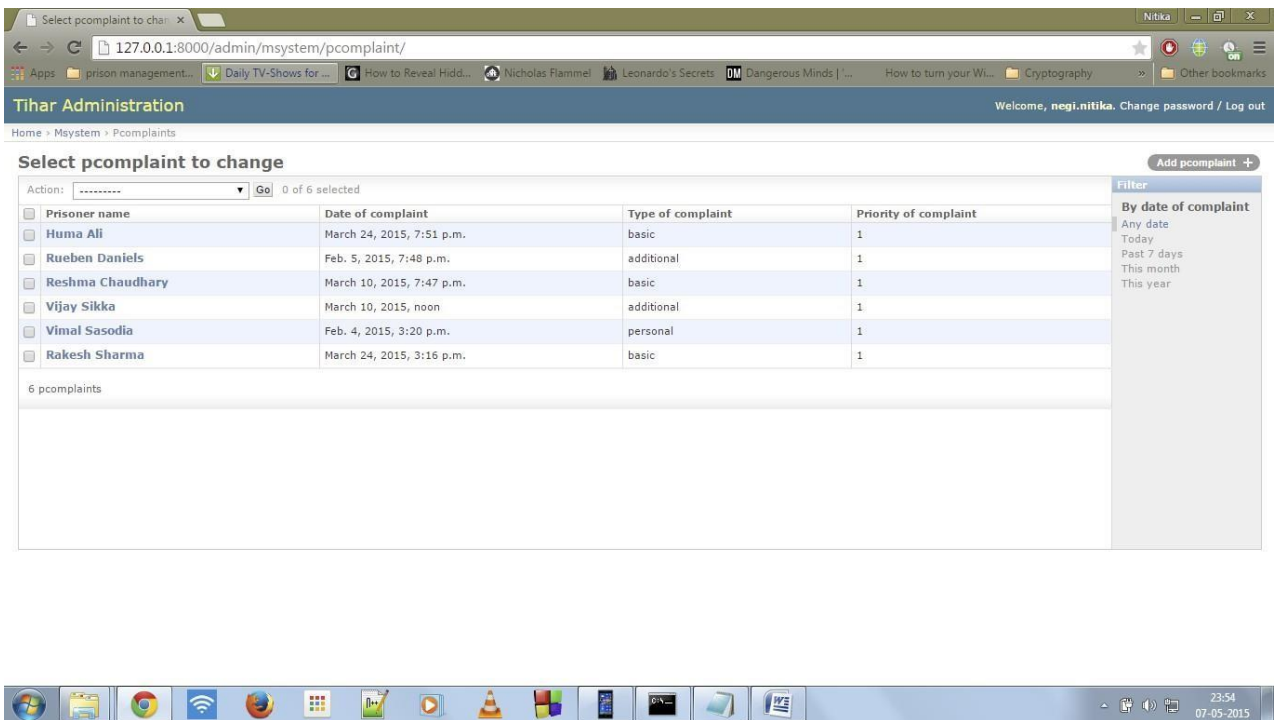 Select pcomplaint to chan
Nitika
127.0.0.1:8000/admin/msystem/pcomplaint/
Apps prison management... Daily TV-Shows for ... How to Reveal Hidd... Nicholas Flammel Leonardo's Secrets DM Dangerous Minds | '... How to turn your Wi... Cryptography » Other bookmarks
Tihar Administration
Welcome, negi.nitika. Change password / Log out
Home › Msystem › Pcomplaints
Select pcomplaint to change
Add pcomplaint +
Action: --------- Go 0 of 6 selected
Filter
Prisoner name Date of complaint Type of complaint Priority of complaint
Huma Ali March 24, 2015, 7:51 p.m. basic 1
Rueben Daniels Feb. 5, 2015, 7:48 p.m. additional 1
Reshma Chaudhary March 10, 2015, 7:47 p.m. basic 1
Vijay Sikka March 10, 2015, noon additional 1
Vimal Sasodia Feb. 4, 2015, 3:20 p.m. personal 1
Rakesh Sharma March 24, 2015, 3:16 p.m. basic 1
6 pcomplaints
By date of complaint
Any date
Today
Past 7 days
This month
This year
on
23:54
07-05-2015